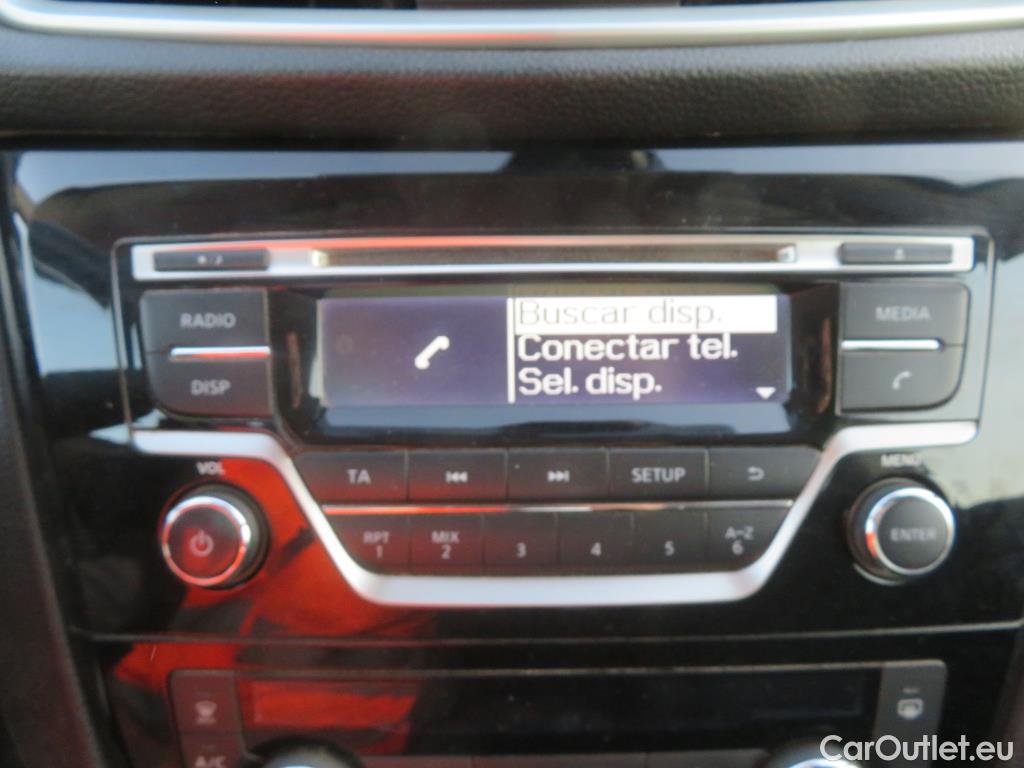 RADIO
DISP
Buscar disp.
Conectar tel.
Sel. disp.
MEDIA
VOL
TA
SETUP
MENU
RPT
1
MIX
2
3
4
5
A-Z
6
ENTER
A/C
CarOutlet.eu